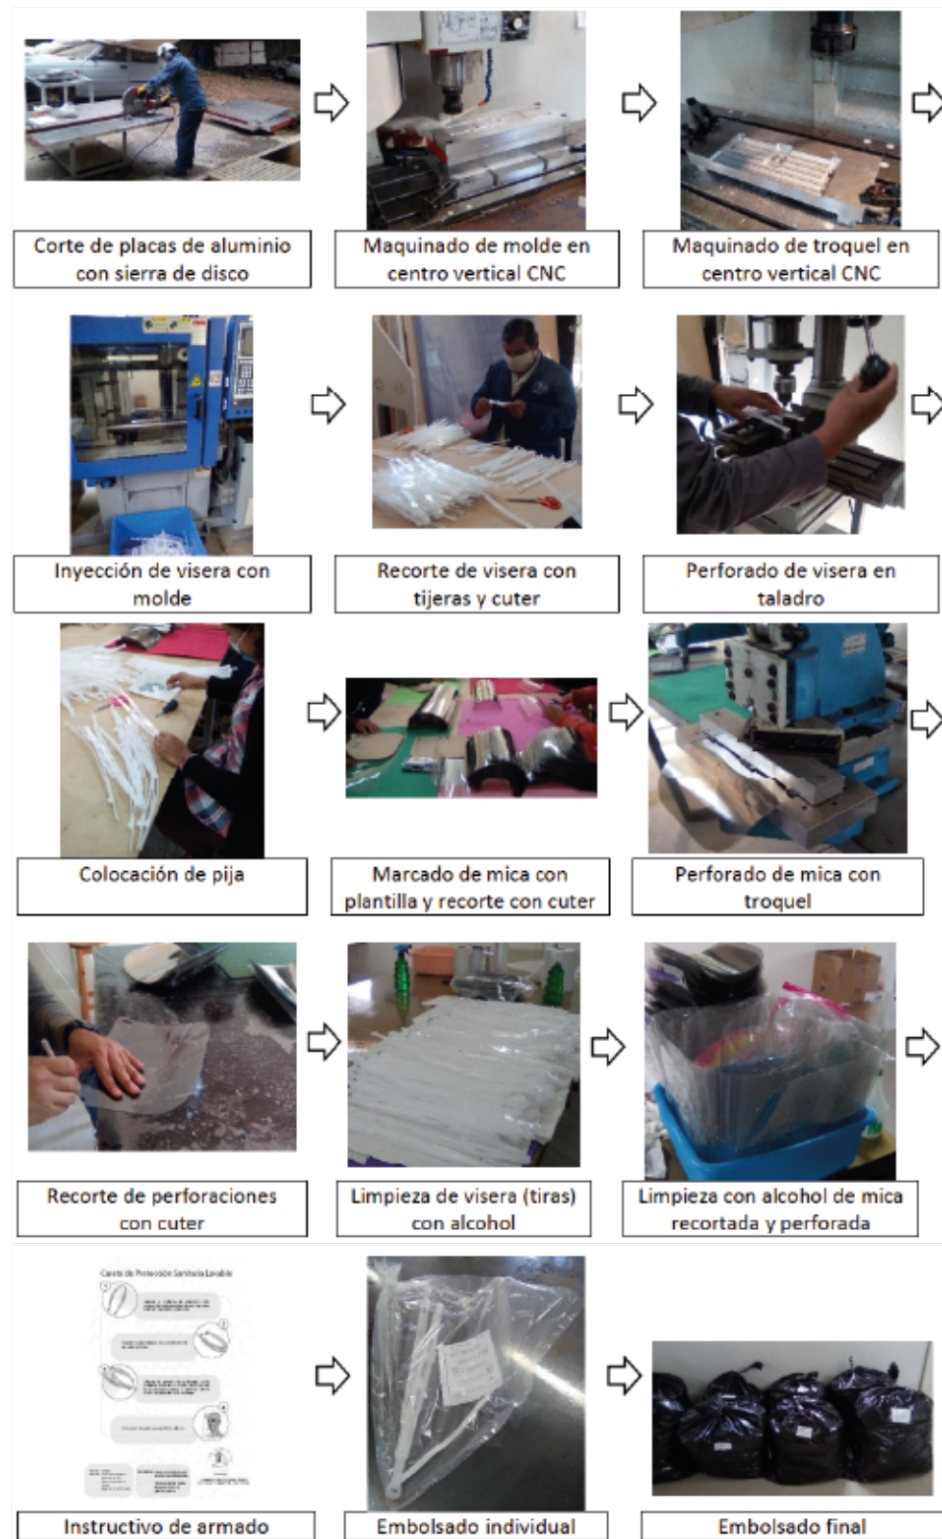 Corte de placas de aluminio
con sierra de disco
Maquinado de molde en
centro vertical CNC
Maquinado de troquel en
centro vertical CNC
Inyección de visera con
molde
Recorte de visera con
tijeras y cuter
Perforado de visera en
taladro
Colocación de pija
Marcado de mica con
plantilla y recorte con cuter
Perforado de mica con
troquel
Recorte de perforaciones
con cuter
Limpieza de visera (tiras)
con alcohol
Limpieza con alcohol de mica
recortada y perforada
Careta de Protección Sanitaria Lavable
Instructivo de armado
Embolsado individual
Embolsado final